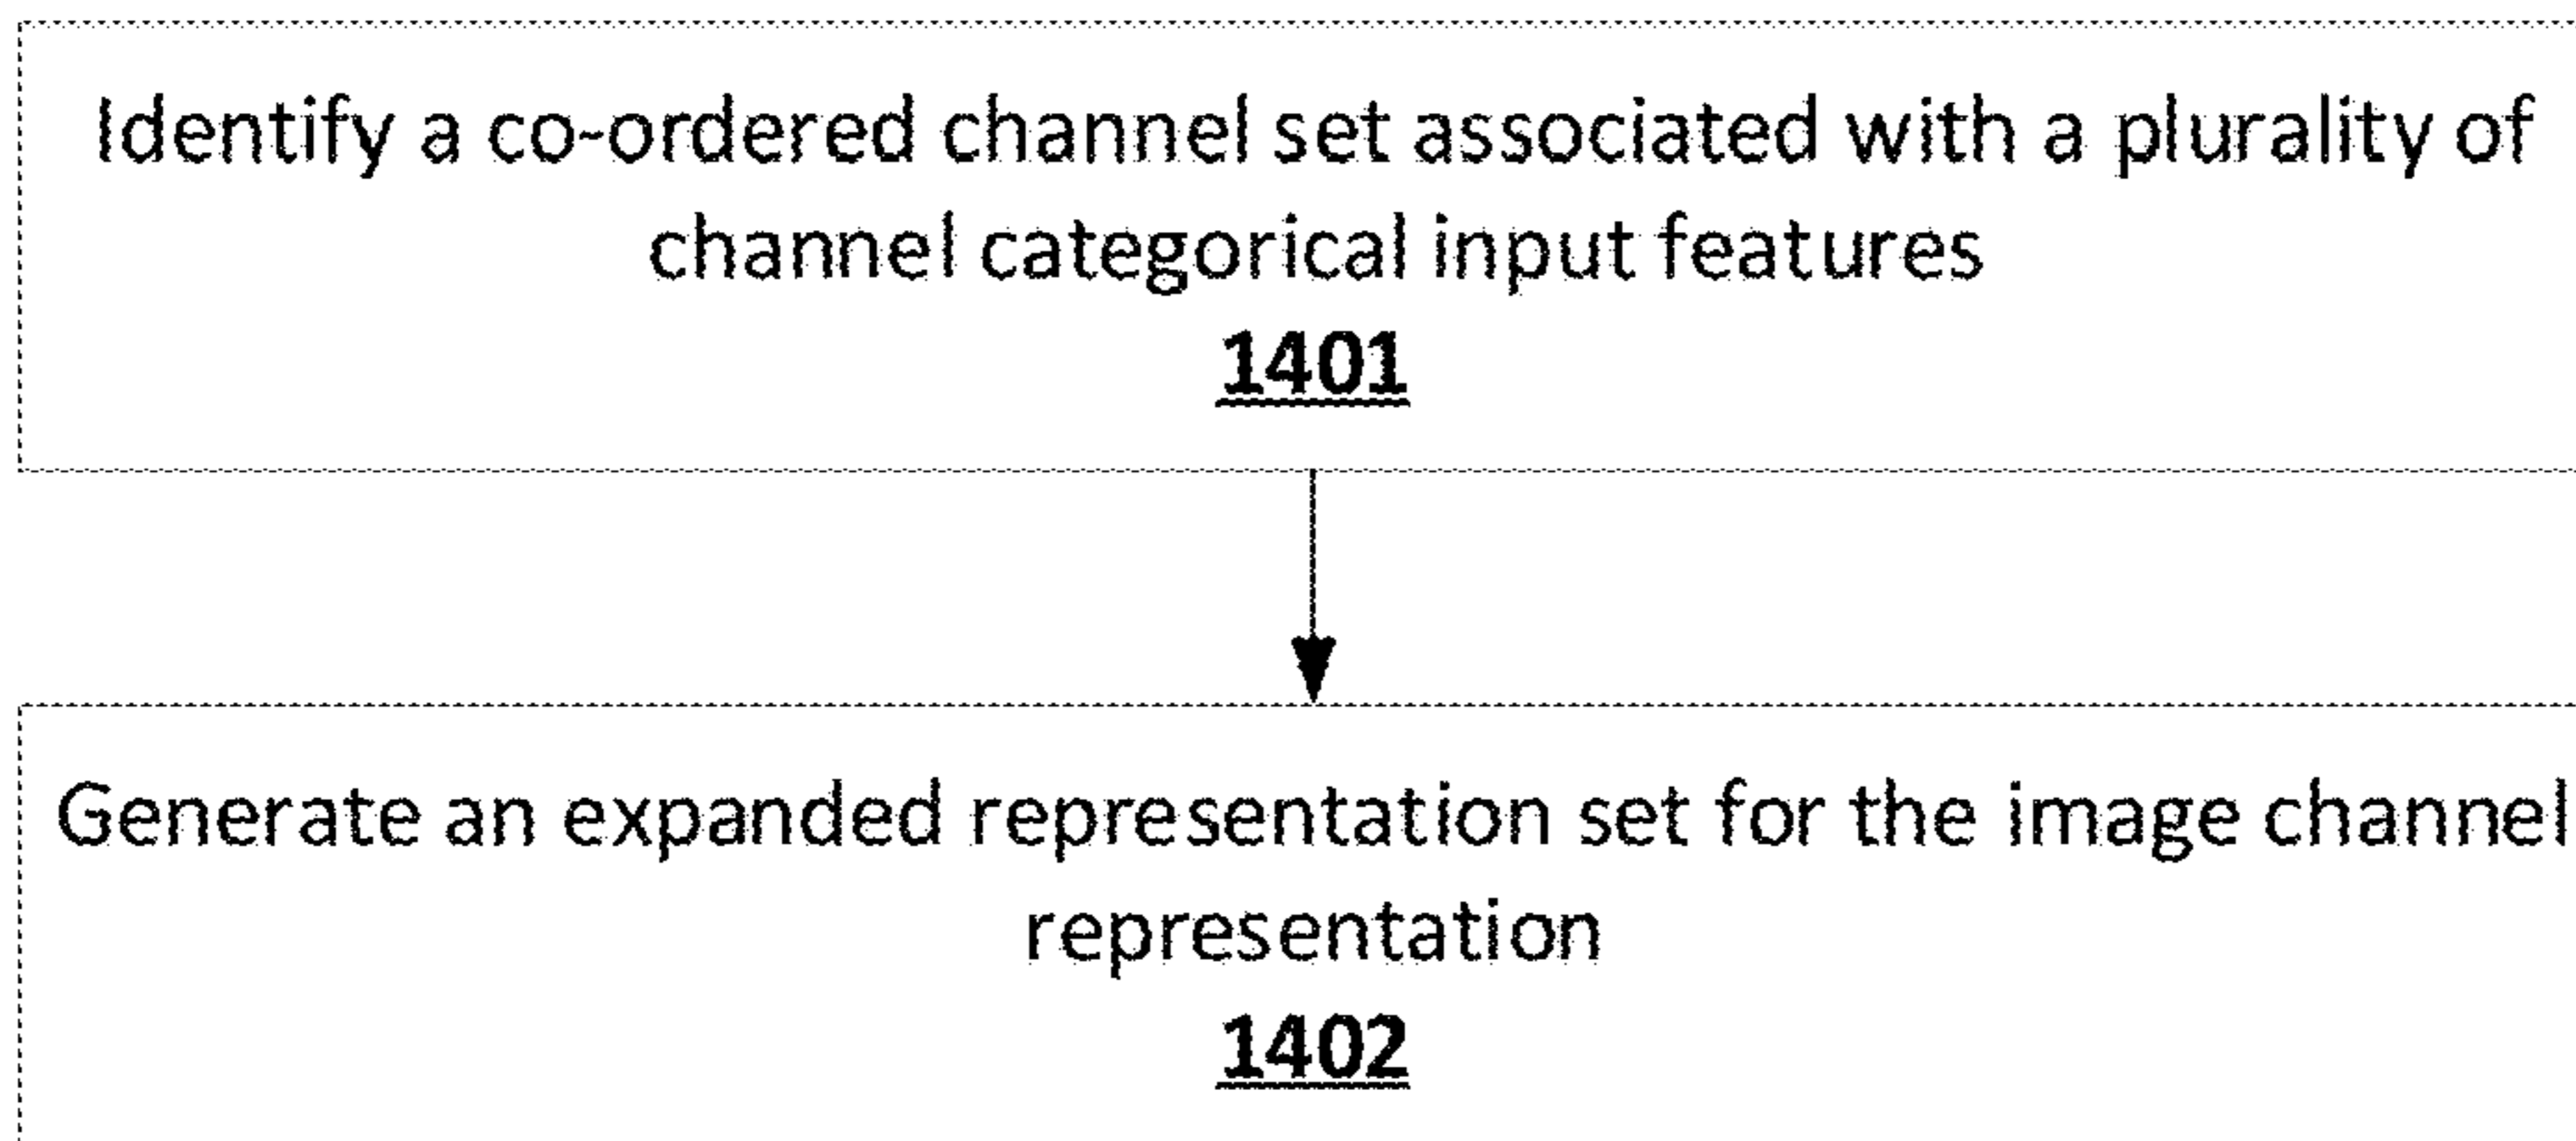 Identify a co-ordered channel set associated with a plurality of
channel categorical input features
1401
Generate an expanded representation set for the image channel
representation
1402